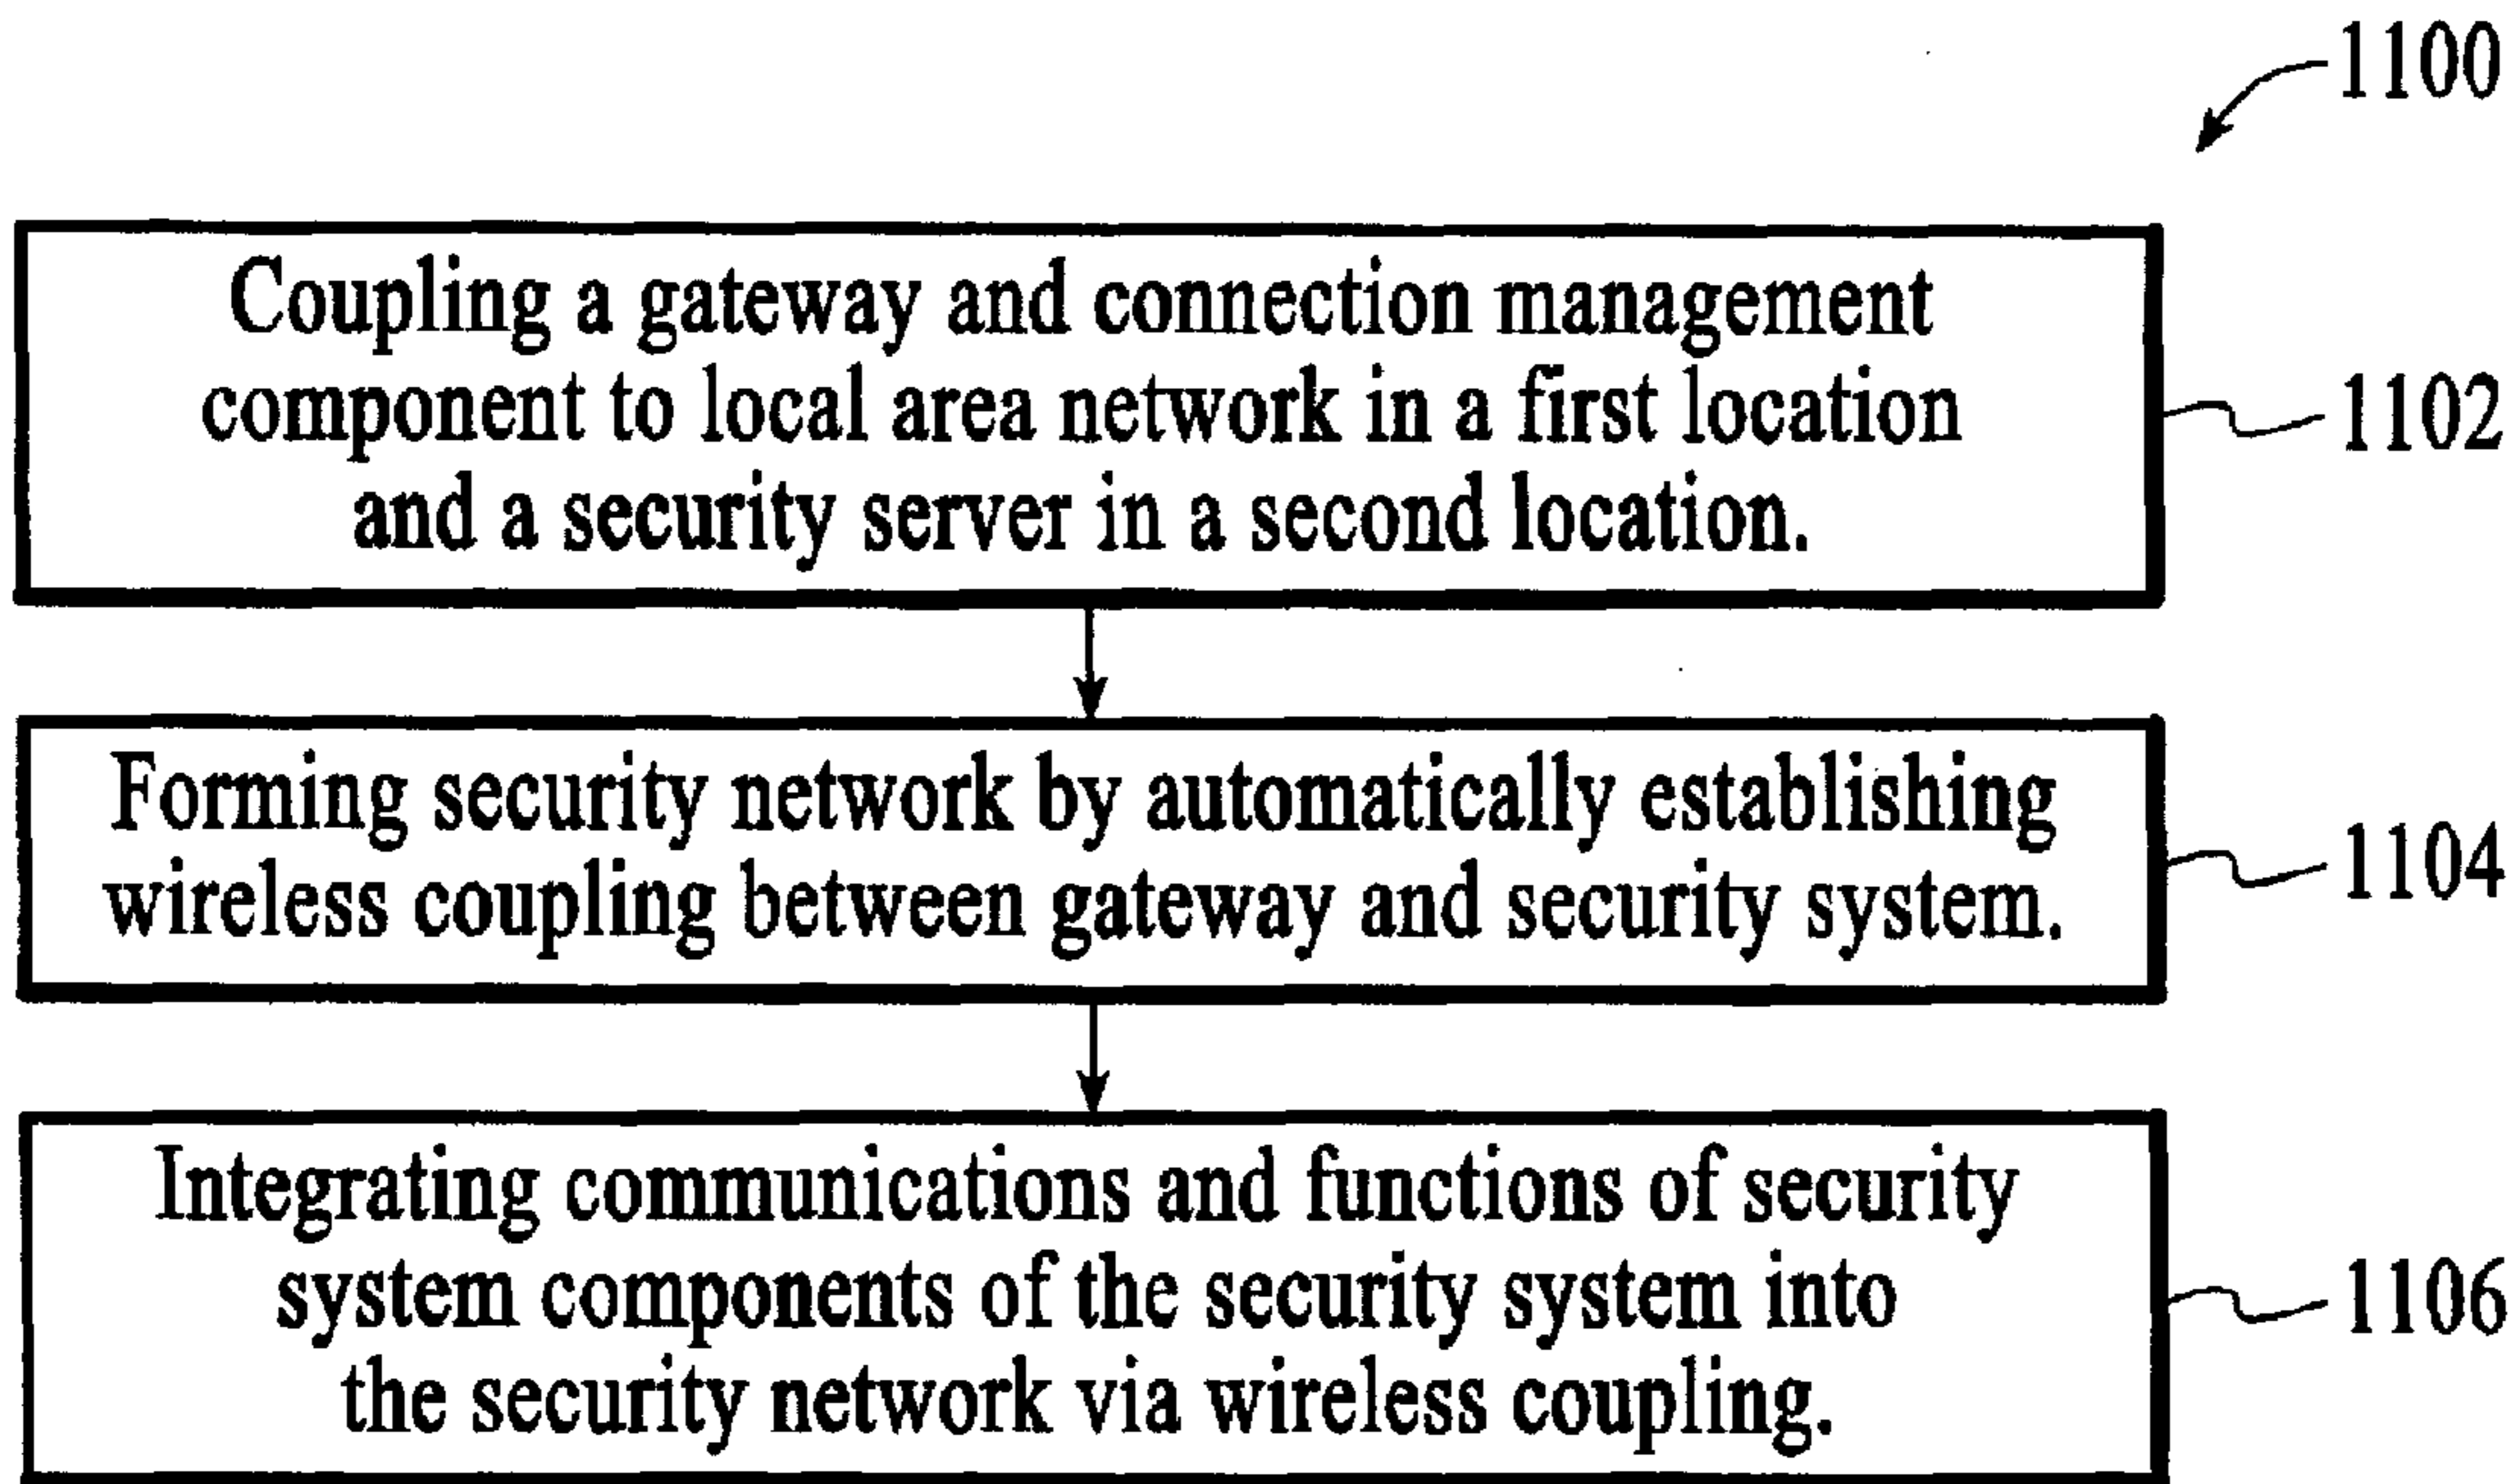 1100
Coupling a gateway and connection management
component to local area network in a first location
and a security server in a second location.
1102
Forming security network by automatically establishing
wireless coupling between gateway and security system.
1104
Integrating communications and functions of security
system components of the security system into
the security network via wireless coupling.
1106